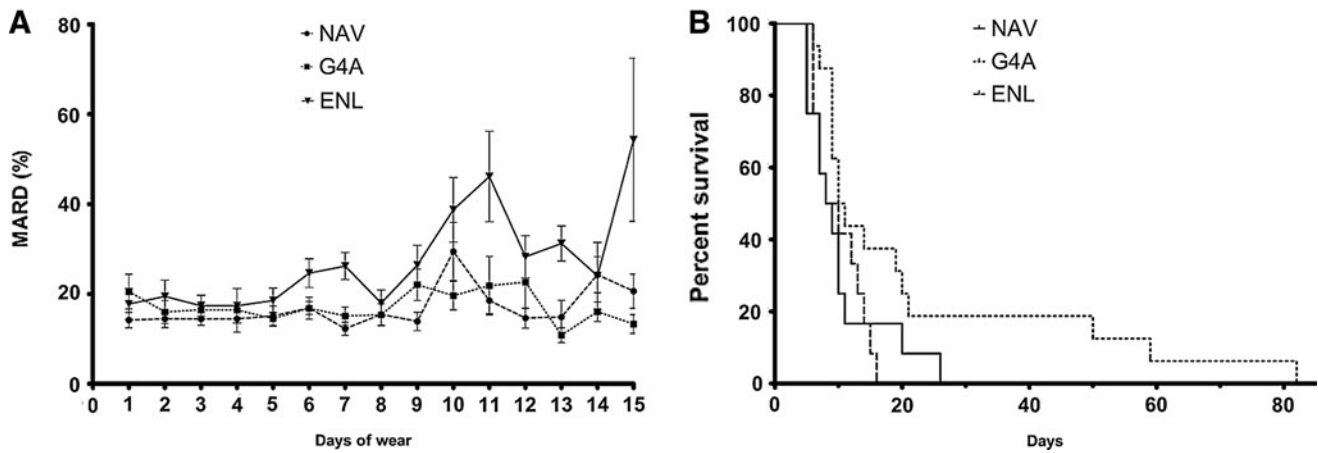 A
80
60
40
20
0
MARD (%)
NAV
G4A
ENL
0 1 2 3 4 5 6 7 8 9 10 11 12 13 14 15
Days of wear
B
100
80
60
40
20
0
Percent survival
NAV
G4A
ENL
0 20 40 60 80
Days